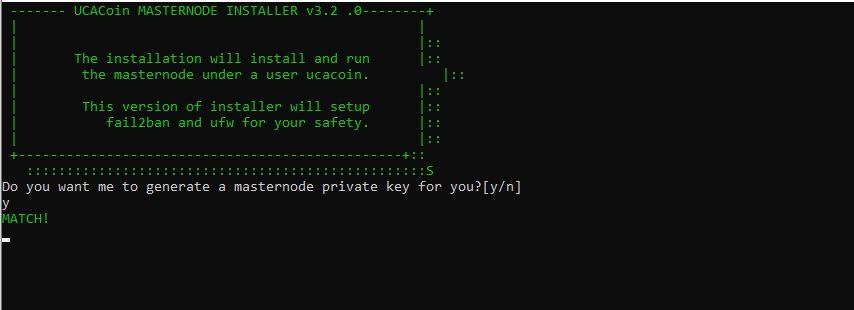 ------- UCACoin MASTERNODE INSTALLER v3.2 .0--------+
|                                                   |
|                                                   |::
|       The installation will install and run      |::
|        the masternode under a user ucacoin.         |::
|                                                   |::
|        This version of installer will setup      |::
|           fail2ban and ufw for your safety.      |::
|                                                   |::
+------------------------------------------------+::
:::::::::::::::::::::::::::::::::::::::::::::::::::S
Do you want me to generate a masternode private key for you?[y/n]
y
MATCH!